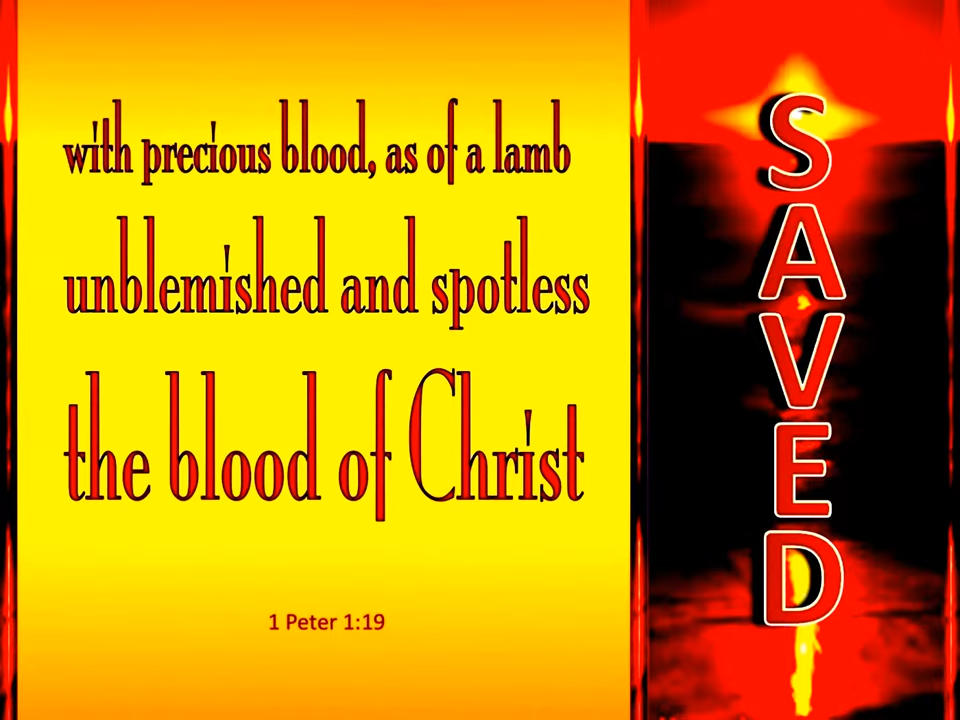 with precious blood, as of a lamb
unblemished and spotless
the blood of Christ
1 Peter 1:19
SAVED